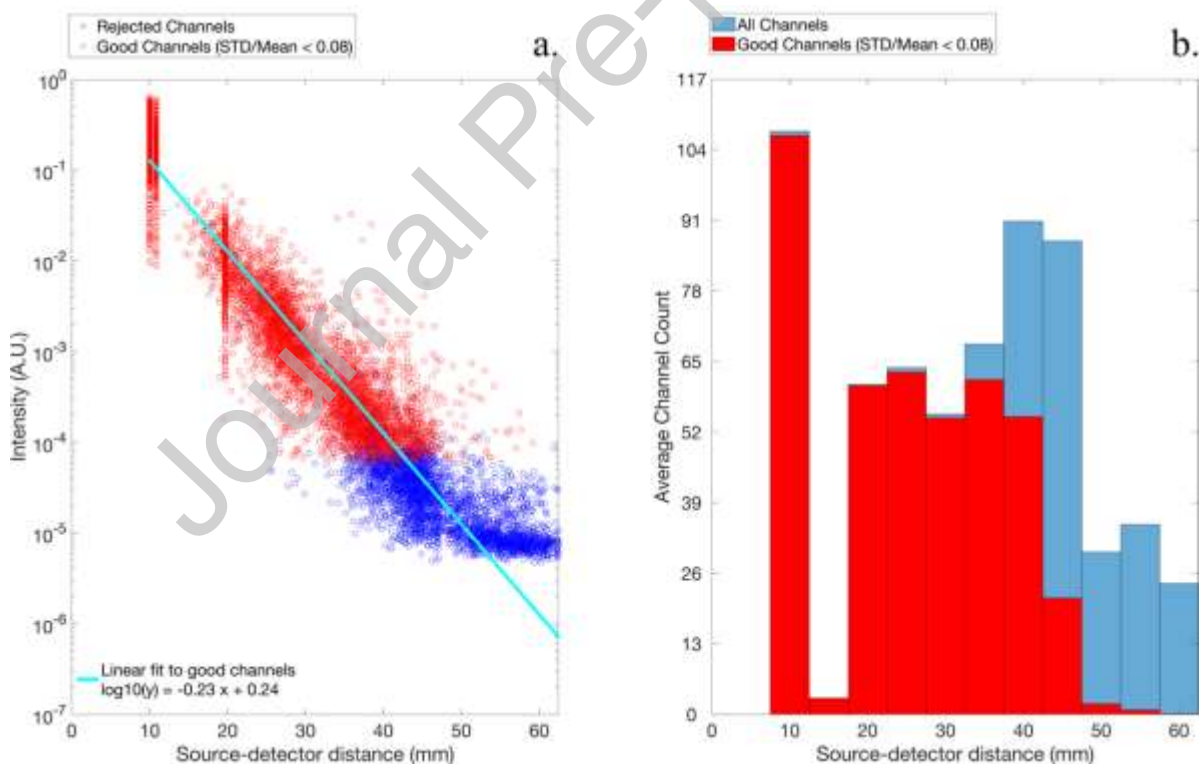 Rejected Channels
Good Channels (STD/Mean < 0.08)
a.
10^0
10^-1
10^-2
10^-3
10^-4
10^-5
10^-6
10^-7
Intensity (A.U.)
Linear fit to good channels
log10(y) = -0.23 x + 0.24
0 10 20 30 40 50 60
Source-detector distance (mm)
All Channels
Good Channels (STD/Mean < 0.08)
b.
117
104
91
78
65
52
39
26
13
0
Average Channel Count
0 10 20 30 40 50 60
Source-detector distance (mm)
Journal Pre-